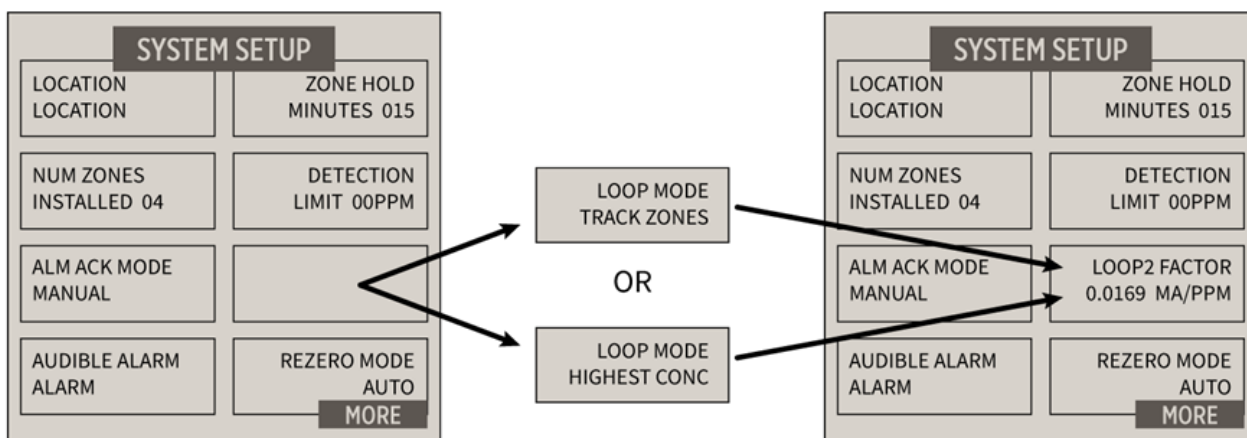 SYSTEM SETUP
LOCATION
LOCATION
ZONE HOLD
MINUTES 015
NUM ZONES
INSTALLED 04
DETECTION
LIMIT 00PPM
ALM ACK MODE
MANUAL
AUDIBLE ALARM
ALARM
REZERO MODE
AUTO
MORE
LOOP MODE
TRACK ZONES
OR
LOOP MODE
HIGHEST CONC
SYSTEM SETUP
LOCATION
LOCATION
ZONE HOLD
MINUTES 015
NUM ZONES
INSTALLED 04
DETECTION
LIMIT 00PPM
ALM ACK MODE
MANUAL
LOOP2 FACTOR
0.0169 MA/PPM
AUDIBLE ALARM
ALARM
REZERO MODE
AUTO
MORE